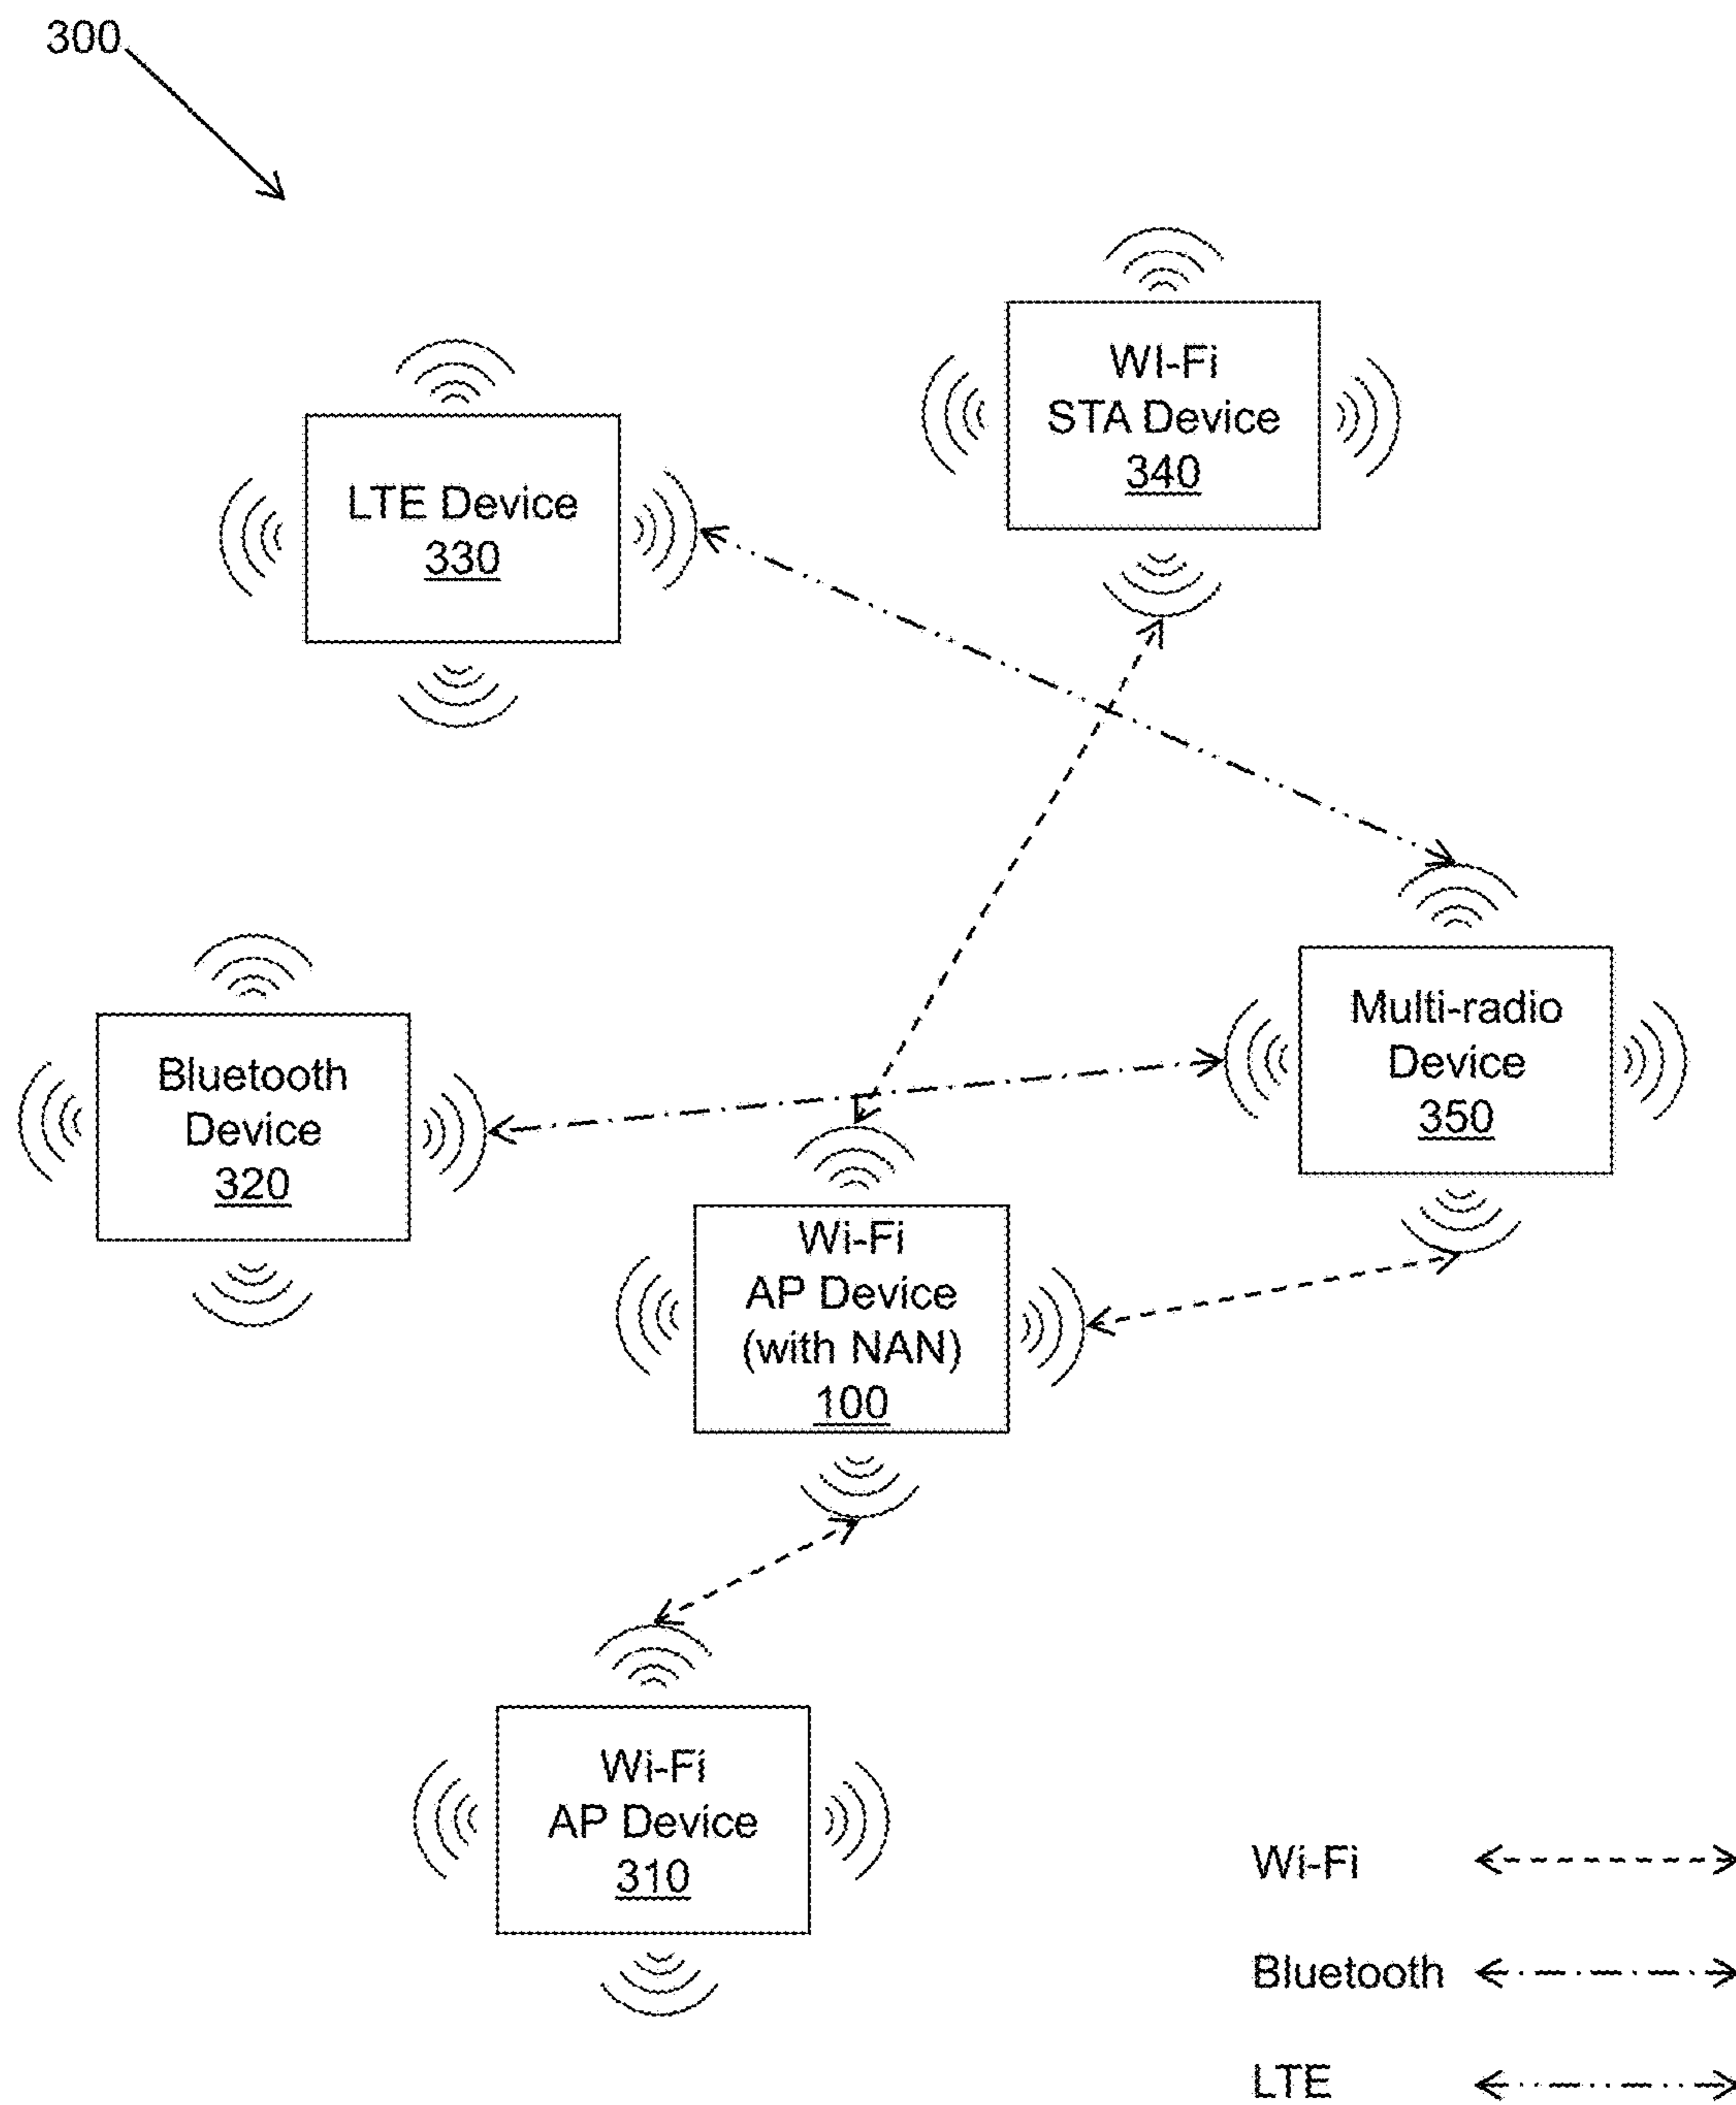 300
WI-Fi
STA Device
340
LTE Device
330
Multi-radio
Device
350
Bluetooth
Device
320
Wi-Fi
AP Device
(with NAN)
100
Wi-Fi
AP Device
310
Wi-Fi
Bluetooth
LTE